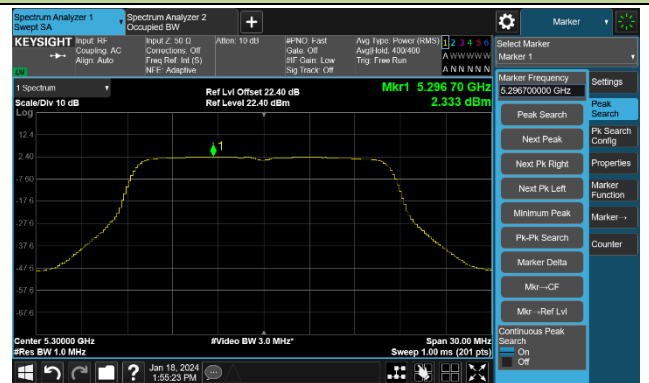 Spectrum Analyzer 1
Swept SA
Spectrum Analyzer 2
Occupied BW
+
Marker
KEYSIGHT
Input: RF
Coupling: AC
Align: Auto
Input Z: 50 Ω
Corrections: Off
Freq Ref: Int (S)
NFE: Adaptive
Atten: 10 dB
#PNO: Fast
Gate: Off
#IF Gain: Low
Sig Track: Off
Avg Type: Power (RMS)
Avg|Hold: 400/400
Trig: Free Run
1 2 3 4 5 6
A W W W W W
A N N N N N
LV
Select Marker
Marker 1
1 Spectrum
Scale/Div 10 dB
Log
Ref Lvl Offset 22.40 dB
Ref Level 22.40 dBm
Mkr1 5.296 70 GHz
2.333 dBm
12.4
2.40
-7.60
-17.6
-27.6
-37.6
-47.6
-57.6
-67.6
1
Center 5.30000 GHz
#Res BW 1.0 MHz
#Video BW 3.0 MHz*
Span 30.00 MHz
Sweep 1.00 ms (201 pts)
Marker Frequency
5.296700000 GHz
Peak Search
Next Peak
Next Pk Right
Next Pk Left
Minimum Peak
Pk-Pk Search
Marker Delta
Mkr→CF
Mkr→Ref Lvl
Continuous Peak
Search
On
Off
Settings
Peak
Search
Pk Search
Config
Properties
Marker
Function
Marker→
Counter
?
Jan 18, 2024
1:55:23 PM